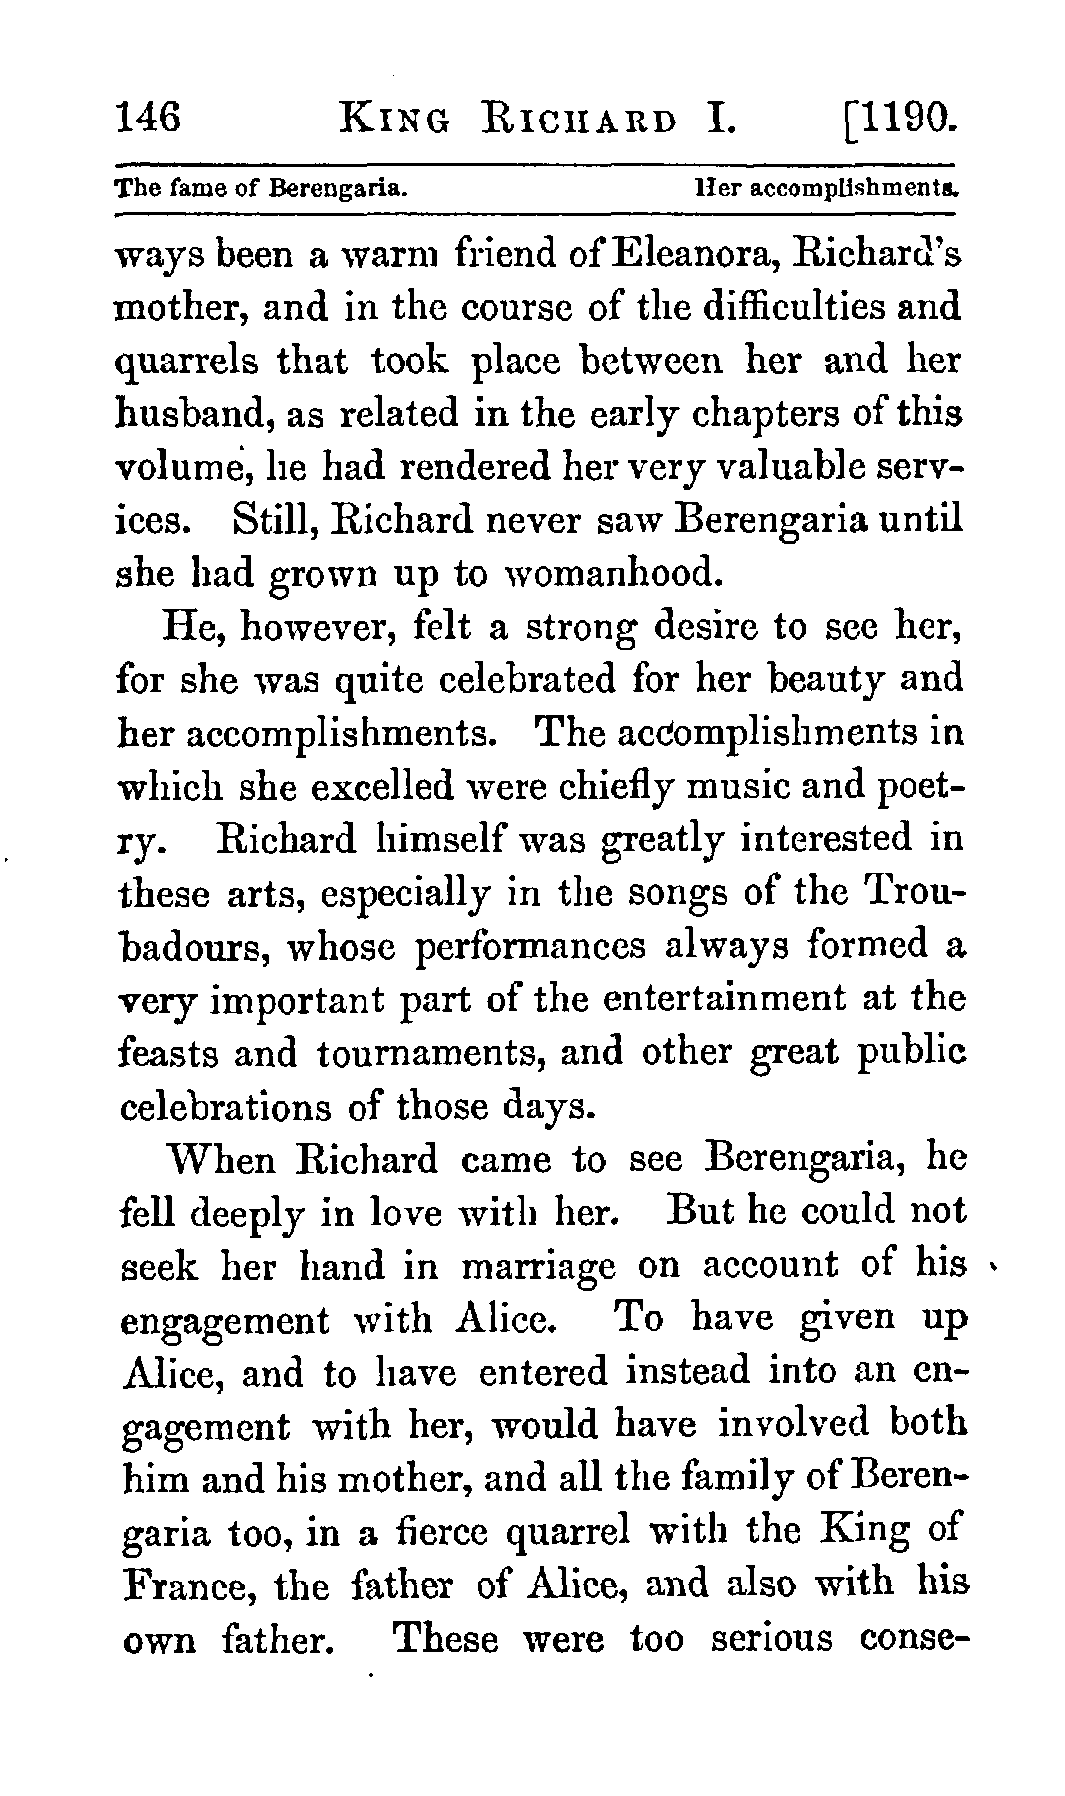 146 KING RICHARD I. [1190.
The fame of Berengaria. Her accomplishments.
ways been a warm friend of Eleanora, Richard's
mother, and in the course of the difficulties and
quarrels that took place between her and her
husband, as related in the early chapters of this
volume, he had rendered her very valuable serv-
ices. Still, Richard never saw Berengaria until
she had grown up to womanhood.
He, however, felt a strong desire to see her,
for she was quite celebrated for her beauty and
her accomplishments. The accomplishments in
which she excelled were chiefly music and poet-
ry. Richard himself was greatly interested in
these arts, especially in the songs of the Trou-
badours, whose performances always formed a
very important part of the entertainment at the
feasts and tournaments, and other great public
celebrations of those days.
When Richard came to see Berengaria, he
fell deeply in love with her. But he could not
seek her hand in marriage on account of his
engagement with Alice. To have given up
Alice, and to have entered instead into an en-
gagement with her, would have involved both
him and his mother, and all the family of Beren-
garia too, in a fierce quarrel with the King of
France, the father of Alice, and also with his
own father. These were too serious conse-